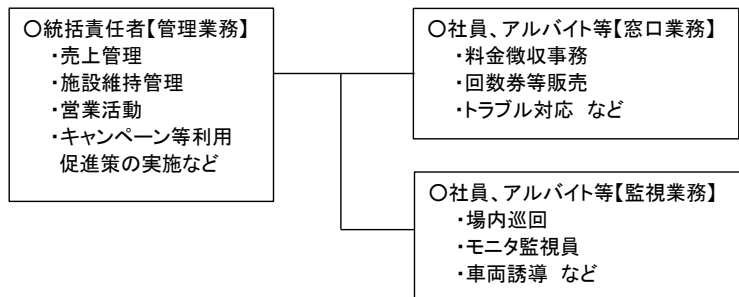 ○統括責任者【管理業務】
・売上管理
・施設維持管理
・営業活動
・キャンペーン等利用
促進策の実施など
○社員、アルバイト等【窓口業務】
・料金徴収事務
・回数券等販売
・トラブル対応 など
○社員、アルバイト等【監視業務】
・場内巡回
・モニタ監視員
・車両誘導 など